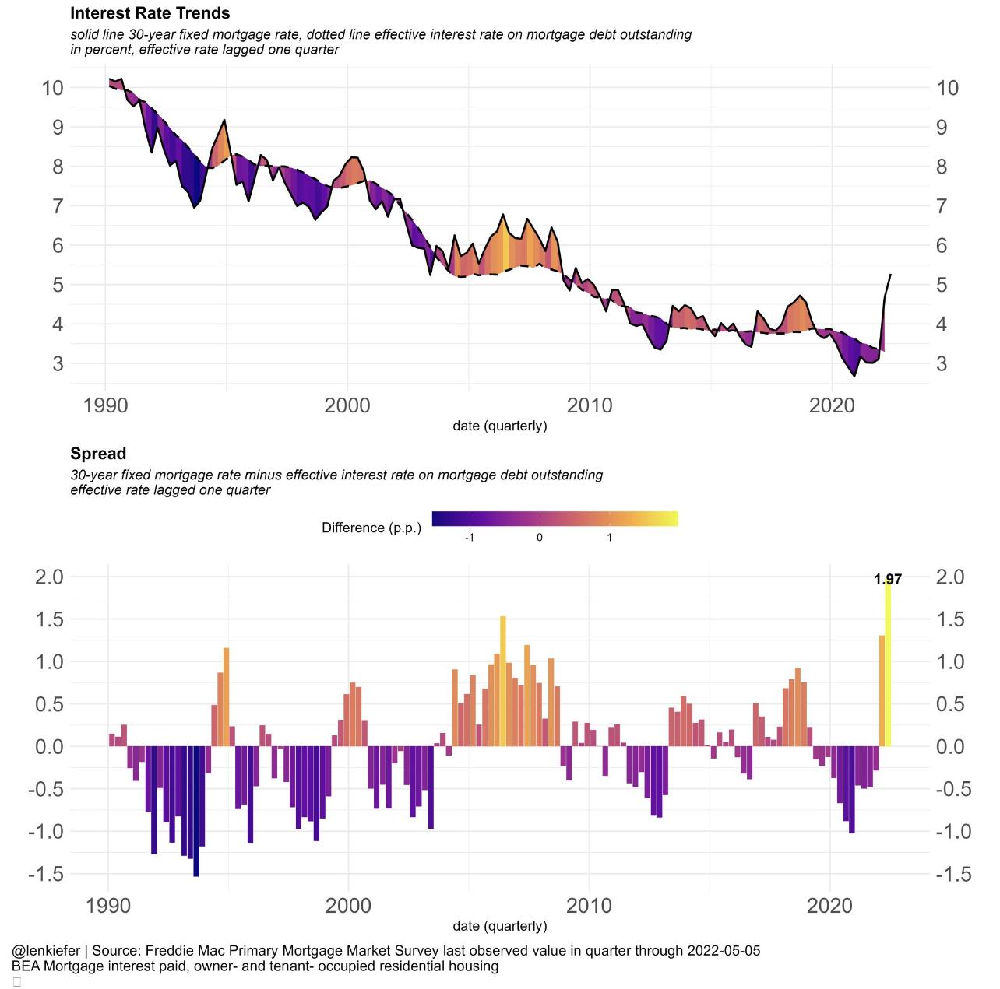 Interest Rate Trends
solid line 30-year fixed mortgage rate, dotted line effective interest rate on mortgage debt outstanding
in percent, effective rate lagged one quarter
10 10
9 9
8 8
7 7
6 6
5 5
4 4
3 3
1990 2000 2010 2020
date (quarterly)
Spread
30-year fixed mortgage rate minus effective interest rate on mortgage debt outstanding
effective rate lagged one quarter
Difference (p.p.)
-1 0 1
1.97
2.0 2.0
1.5 1.5
1.0 1.0
0.5 0.5
0.0 0.0
-0.5 -0.5
-1.0 -1.0
-1.5 -1.5
1990 2000 2010 2020
date (quarterly)
@lenkiefer | Source: Freddie Mac Primary Mortgage Market Survey last observed value in quarter through 2022-05-05
BEA Mortgage interest paid, owner- and tenant- occupied residential housing